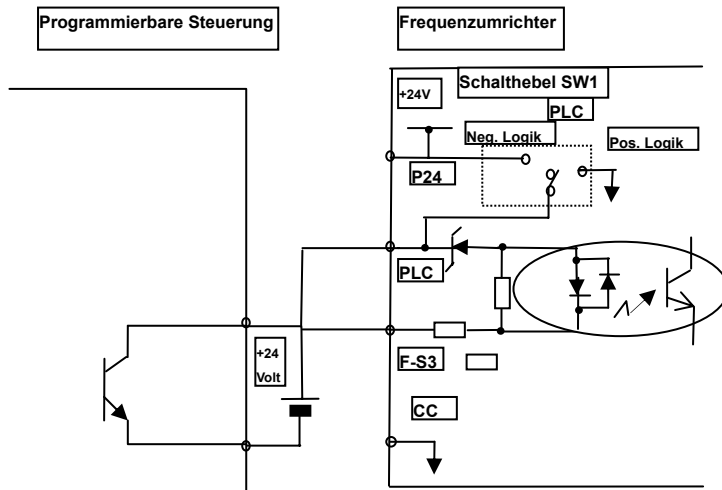 Programmierbare Steuerung
Frequenzumrichter
Schalthebel SW1
+24V
PLC
Neg. Logik
Pos. Logik
P24
PLC
+24
Volt
F-S3
CC